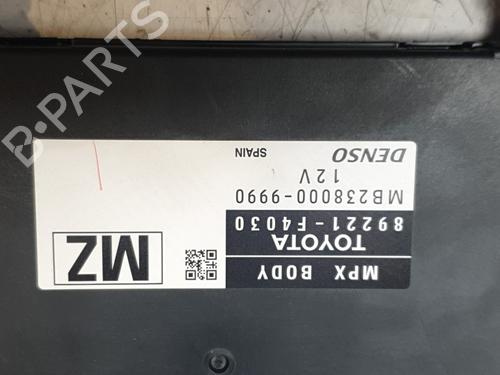 MPX BODY
TOYOTA
89221-F4030
MB238000-9990
12V
DENSO
SPAIN
MZ
B-PARTS